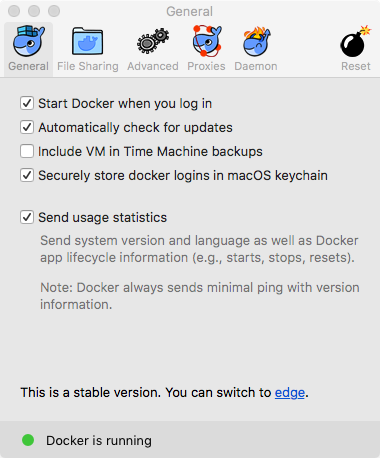 General
General File Sharing Advanced Proxies Daemon Reset
Start Docker when you log in
Automatically check for updates
Include VM in Time Machine backups
Securely store docker logins in macOS keychain
Send usage statistics
Send system version and language as well as Docker
app lifecycle information (e.g., starts, stops, resets).
Note: Docker always sends minimal ping with version
information.
This is a stable version. You can switch to edge.
Docker is running